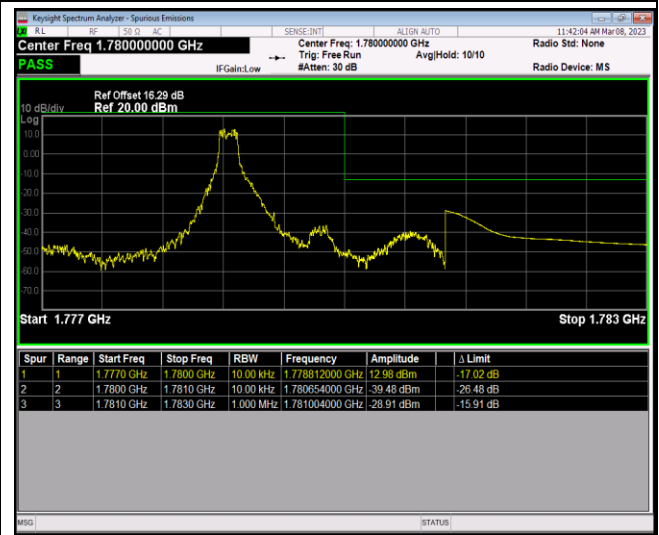 Keysight Spectrum Analyzer - Spurious Emissions
RL RF 50 Ω AC SENSE:INT ALIGN AUTO 11:42:04 AM Mar 08, 2023
Center Freq 1.780000000 GHz Center Freq: 1.780000000 GHz Radio Std: None
Trig: Free Run Avg|Hold: 10/10
PASS IFGain:Low #Atten: 30 dB Radio Device: MS
Ref Offset 16.29 dB
10 dB/div Ref 20.00 dBm
Log
10.0
0.00
-10.0
-20.0
-30.0
-40.0
-50.0
-60.0
-70.0
Start 1.777 GHz Stop 1.783 GHz
Spur Range Start Freq Stop Freq RBW Frequency Amplitude Δ Limit
1 1 1.7770 GHz 1.7800 GHz 10.00 kHz 1.778812000 GHz 12.98 dBm -17.02 dB
2 2 1.7800 GHz 1.7810 GHz 10.00 kHz 1.780654000 GHz -39.48 dBm -26.48 dB
3 3 1.7810 GHz 1.7830 GHz 1.000 MHz 1.781004000 GHz -28.91 dBm -15.91 dB
MSG STATUS